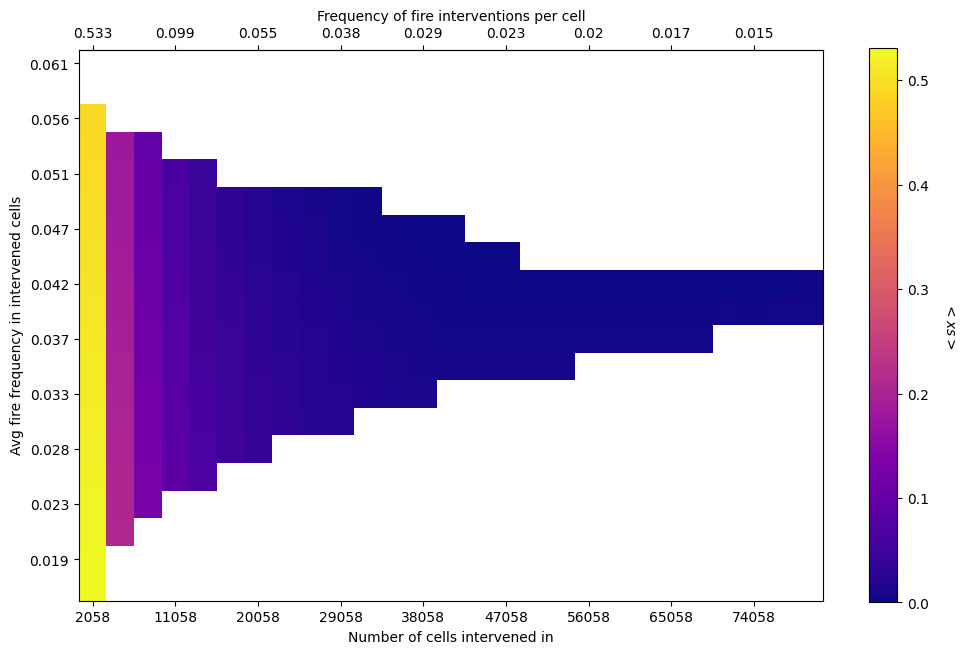 Frequency of fire interventions per cell
0.533 0.099 0.055 0.038 0.029 0.023 0.02 0.017 0.015
0.061
0.056
0.051
0.047
0.042
0.037
0.033
0.028
0.023
0.019
Avg fire frequency in intervened cells
2058 11058 20058 29058 38058 47058 56058 65058 74058
Number of cells intervened in
0.5
0.4
0.3
0.2
0.1
0.0
< sx >